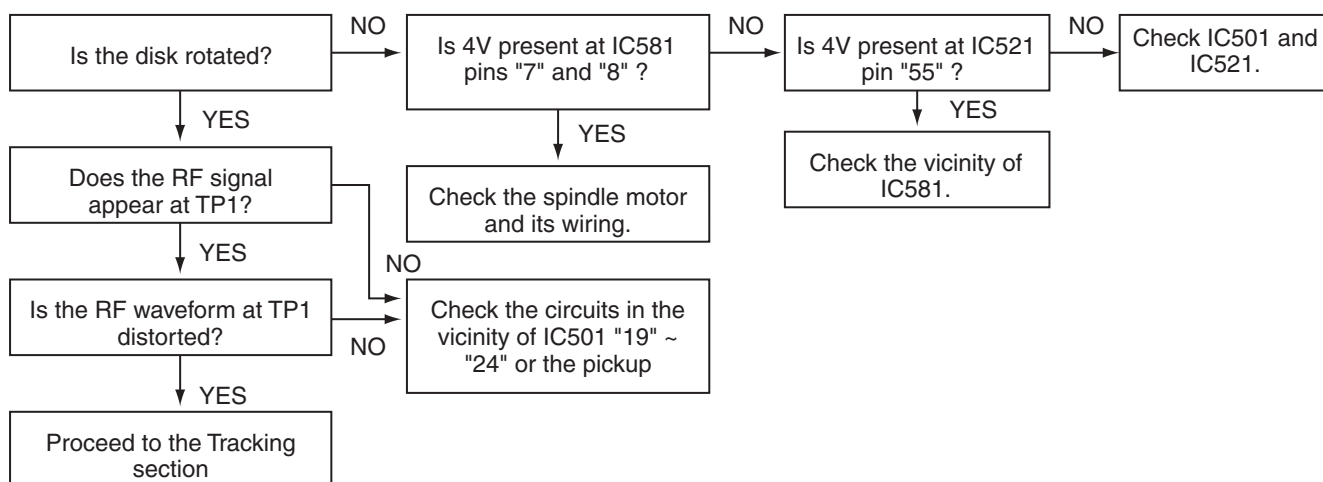 Is the disk rotated?
NO
Is 4V present at IC581
pins "7" and "8" ?
NO
Is 4V present at IC521
pin "55" ?
NO
Check IC501 and
IC521.
YES
YES
YES
Does the RF signal
appear at TP1?
Check the spindle motor
and its wiring.
Check the vicinity of
IC581.
YES
NO
Is the RF waveform at TP1
distorted?
NO
Check the circuits in the
vicinity of IC501 "19" ~
"24" or the pickup
YES
Proceed to the Tracking
section